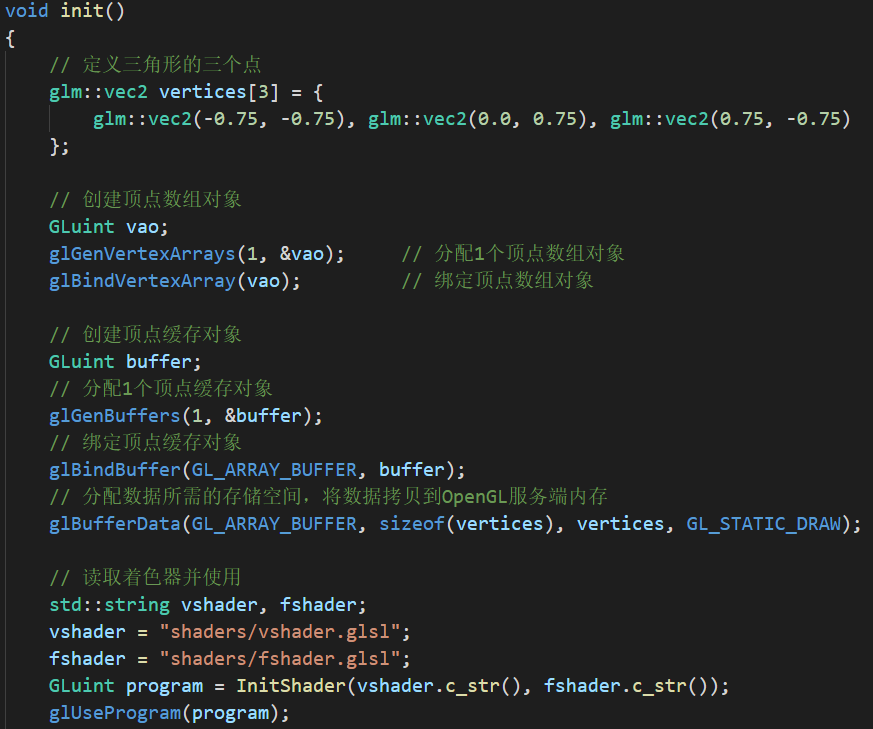 void init()
{
    // 定义三角形的三个点
    glm::vec2 vertices[3] = {
        glm::vec2(-0.75, -0.75), glm::vec2(0.0, 0.75), glm::vec2(0.75, -0.75)
    };

    // 创建顶点数组对象
    GLuint vao;
    glGenVertexArrays(1, &vao);     // 分配1个顶点数组对象
    glBindVertexArray(vao);         // 绑定顶点数组对象

    // 创建顶点缓存对象
    GLuint buffer;
    // 分配1个顶点缓存对象
    glGenBuffers(1, &buffer);
    // 绑定顶点缓存对象
    glBindBuffer(GL_ARRAY_BUFFER, buffer);
    // 分配数据所需的存储空间，将数据拷贝到OpenGL服务端内存
    glBufferData(GL_ARRAY_BUFFER, sizeof(vertices), vertices, GL_STATIC_DRAW);

    // 读取着色器并使用
    std::string vshader, fshader;
    vshader = "shaders/vshader.glsl";
    fshader = "shaders/fshader.glsl";
    GLuint program = InitShader(vshader.c_str(), fshader.c_str());
    glUseProgram(program);